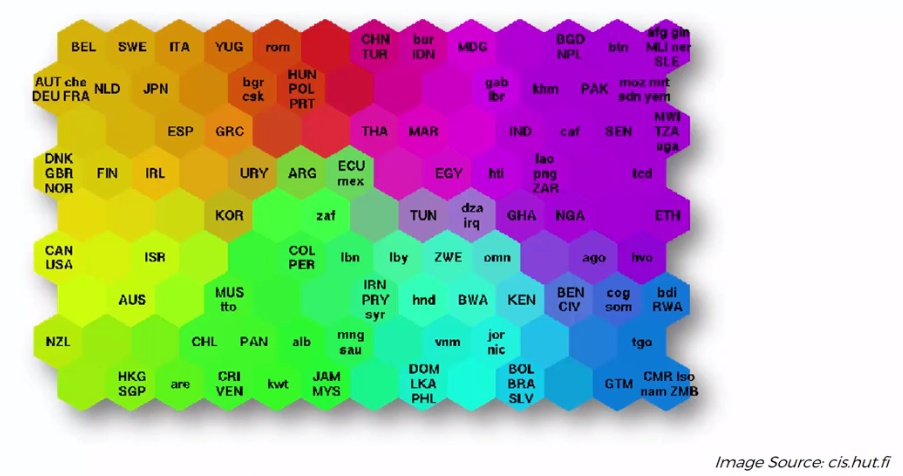 BEL SWE ITA YUG rom CHN BGD sfg gin
TUR bur IDN MDG NPL btn MLI ner
SLE
AUT che NLD JPN bgr HUN gab khm PAK moz mrt
DEU FRA csk POL lbr sdn yem
PRT
ESP GRC THA MAR IND caf SEN MWI
TZA
uga
DNK FIN IRL URY ARG ECU EGY hti lao tcd
GBR mex png
NOR ZAR
KOR zaf TUN dza GHA NGA ETH
irq
CAN ISR COL lbn lby ZWE omn ago hvo
USA PER
AUS MUS IRN hnd BWA KEN BEN cog bdi
tto PRY CIV som RWA
syr
NZL CHL PAN alb mng vnm jor tgo
sau nic
HKG are CRI kwt JAM DOM BOL GTM CMR lso
SGP VEN MYS LKA BRA nam ZMB
PHL SLV
Image Source: cis.hut.fi